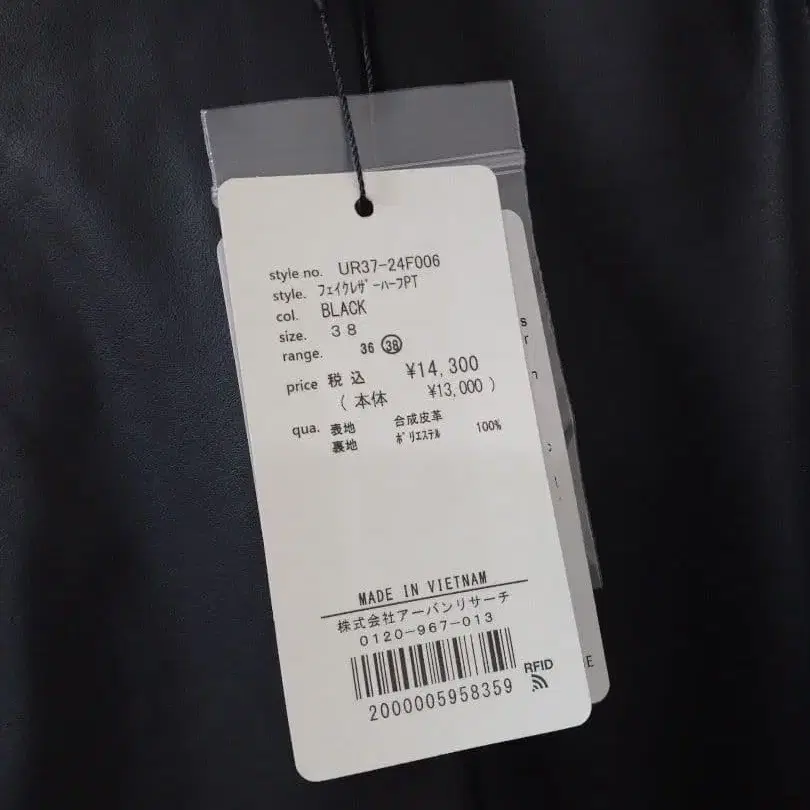 style no. UR37-24F006
style. ﾌｪｲｸﾚｻﾞｰﾊｰﾌPT
col. BLACK
size. 38
range. 36 38
price 税込 ¥14,300
(本体 ¥13,000)
qua. 表地 合成皮革
裏地 ﾎﾟﾘｴｽﾃﾙ 100%
MADE IN VIETNAM
株式会社アーバンリサーチ
0120-967-013
RFID
2000005958359